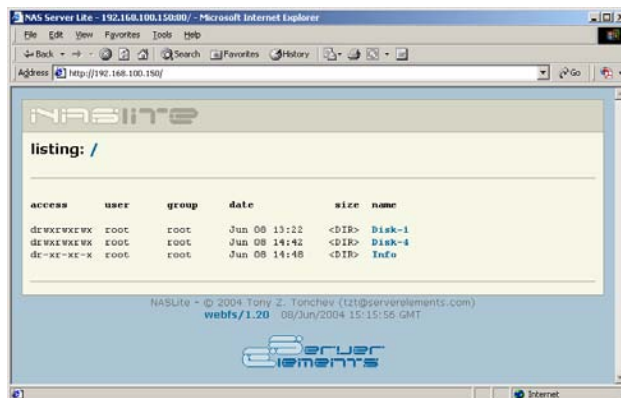 NAS Server Lite - 192.168.100.150:80/ - Microsoft Internet Explorer
File Edit View Favorites Tools Help
Back Search Favorites History
Address http://192.168.100.150/ Go
NASLite
listing: /
access user group date size name
drwxrwxrwx root root Jun 08 13:22 <DIR> Disk-1
drwxrwxrwx root root Jun 08 14:42 <DIR> Disk-4
dr-xr-xr-x root root Jun 08 14:48 <DIR> Info
NASLite - © 2004 Tony Z. Tonchev (tzt@serverelements.com)
webfs/1.20 08/Jun/2004 15:15:56 GMT
Server
Elements
Internet